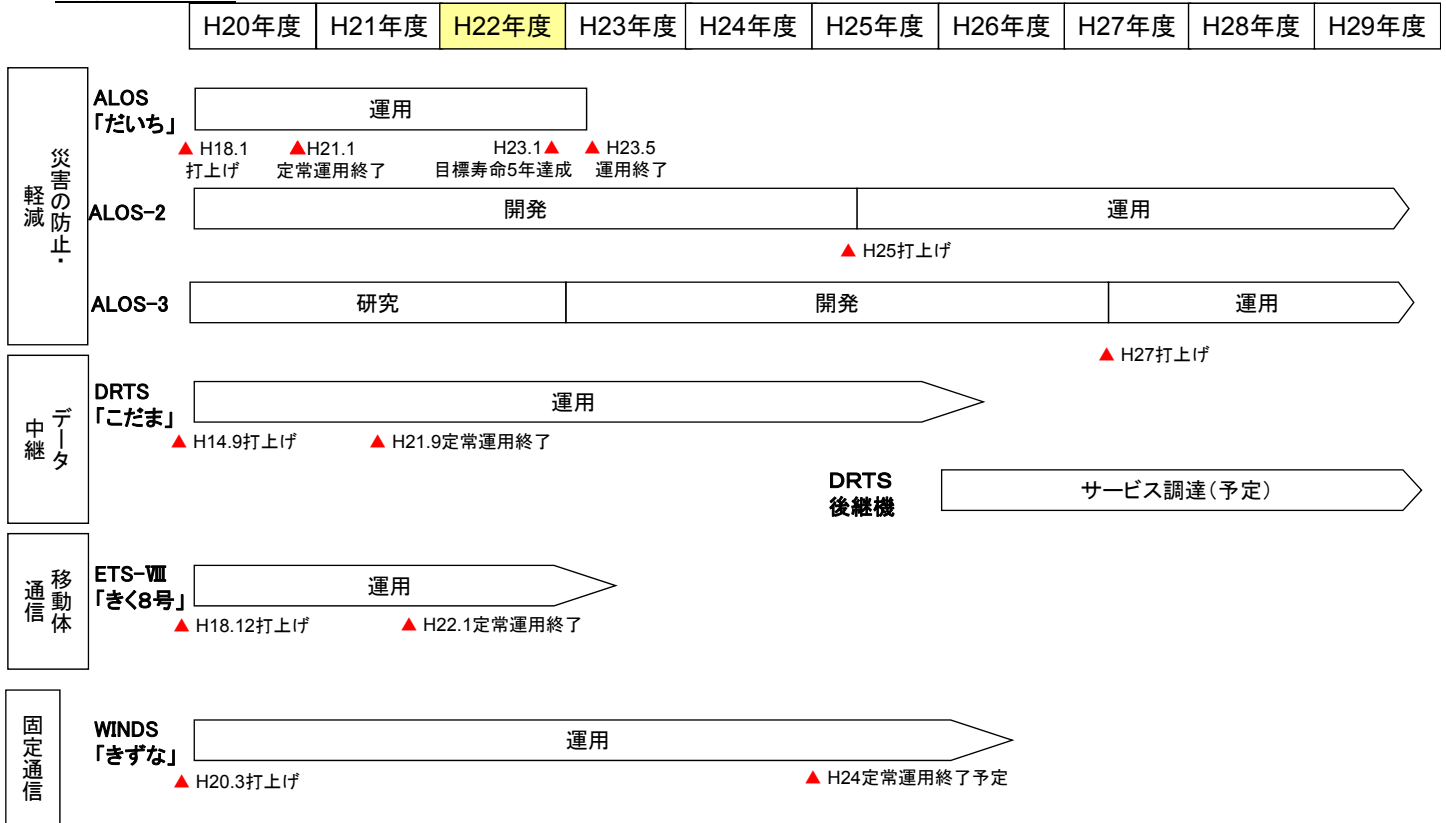 H20年度 H21年度 H22年度 H23年度 H24年度 H25年度 H26年度 H27年度 H28年度 H29年度
災害の防止・
軽減
ALOS
「だいち」
運用
▲ H18.1
打上げ
▲H21.1
定常運用終了
H23.1▲
目標寿命5年達成
▲ H23.5
運用終了
ALOS-2
開発
運用
▲ H25打上げ
ALOS-3
研究
開発
運用
▲ H27打上げ
データ
中継
DRTS
「こだま」
運用
▲ H14.9打上げ
▲ H21.9定常運用終了
DRTS
後継機
サービス調達(予定)
移動体
通信
ETS-Ⅷ
「きく8号」
運用
▲ H18.12打上げ
▲ H22.1定常運用終了
固定通信
WINDS
「きずな」
運用
▲ H20.3打上げ
▲ H24定常運用終了予定